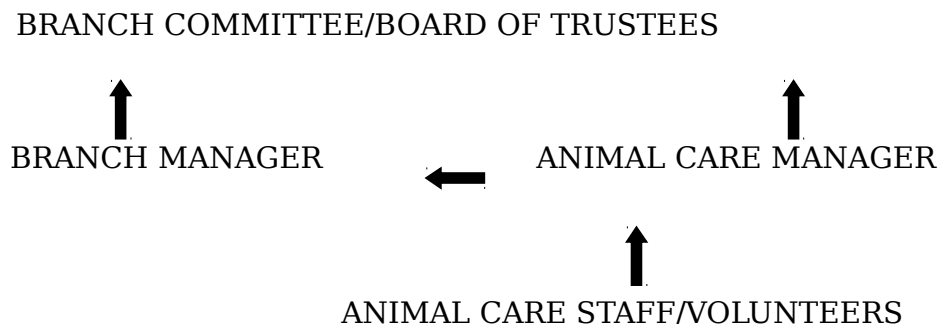 BRANCH COMMITTEE/BOARD OF TRUSTEES
BRANCH MANAGER
ANIMAL CARE MANAGER
ANIMAL CARE STAFF/VOLUNTEERS